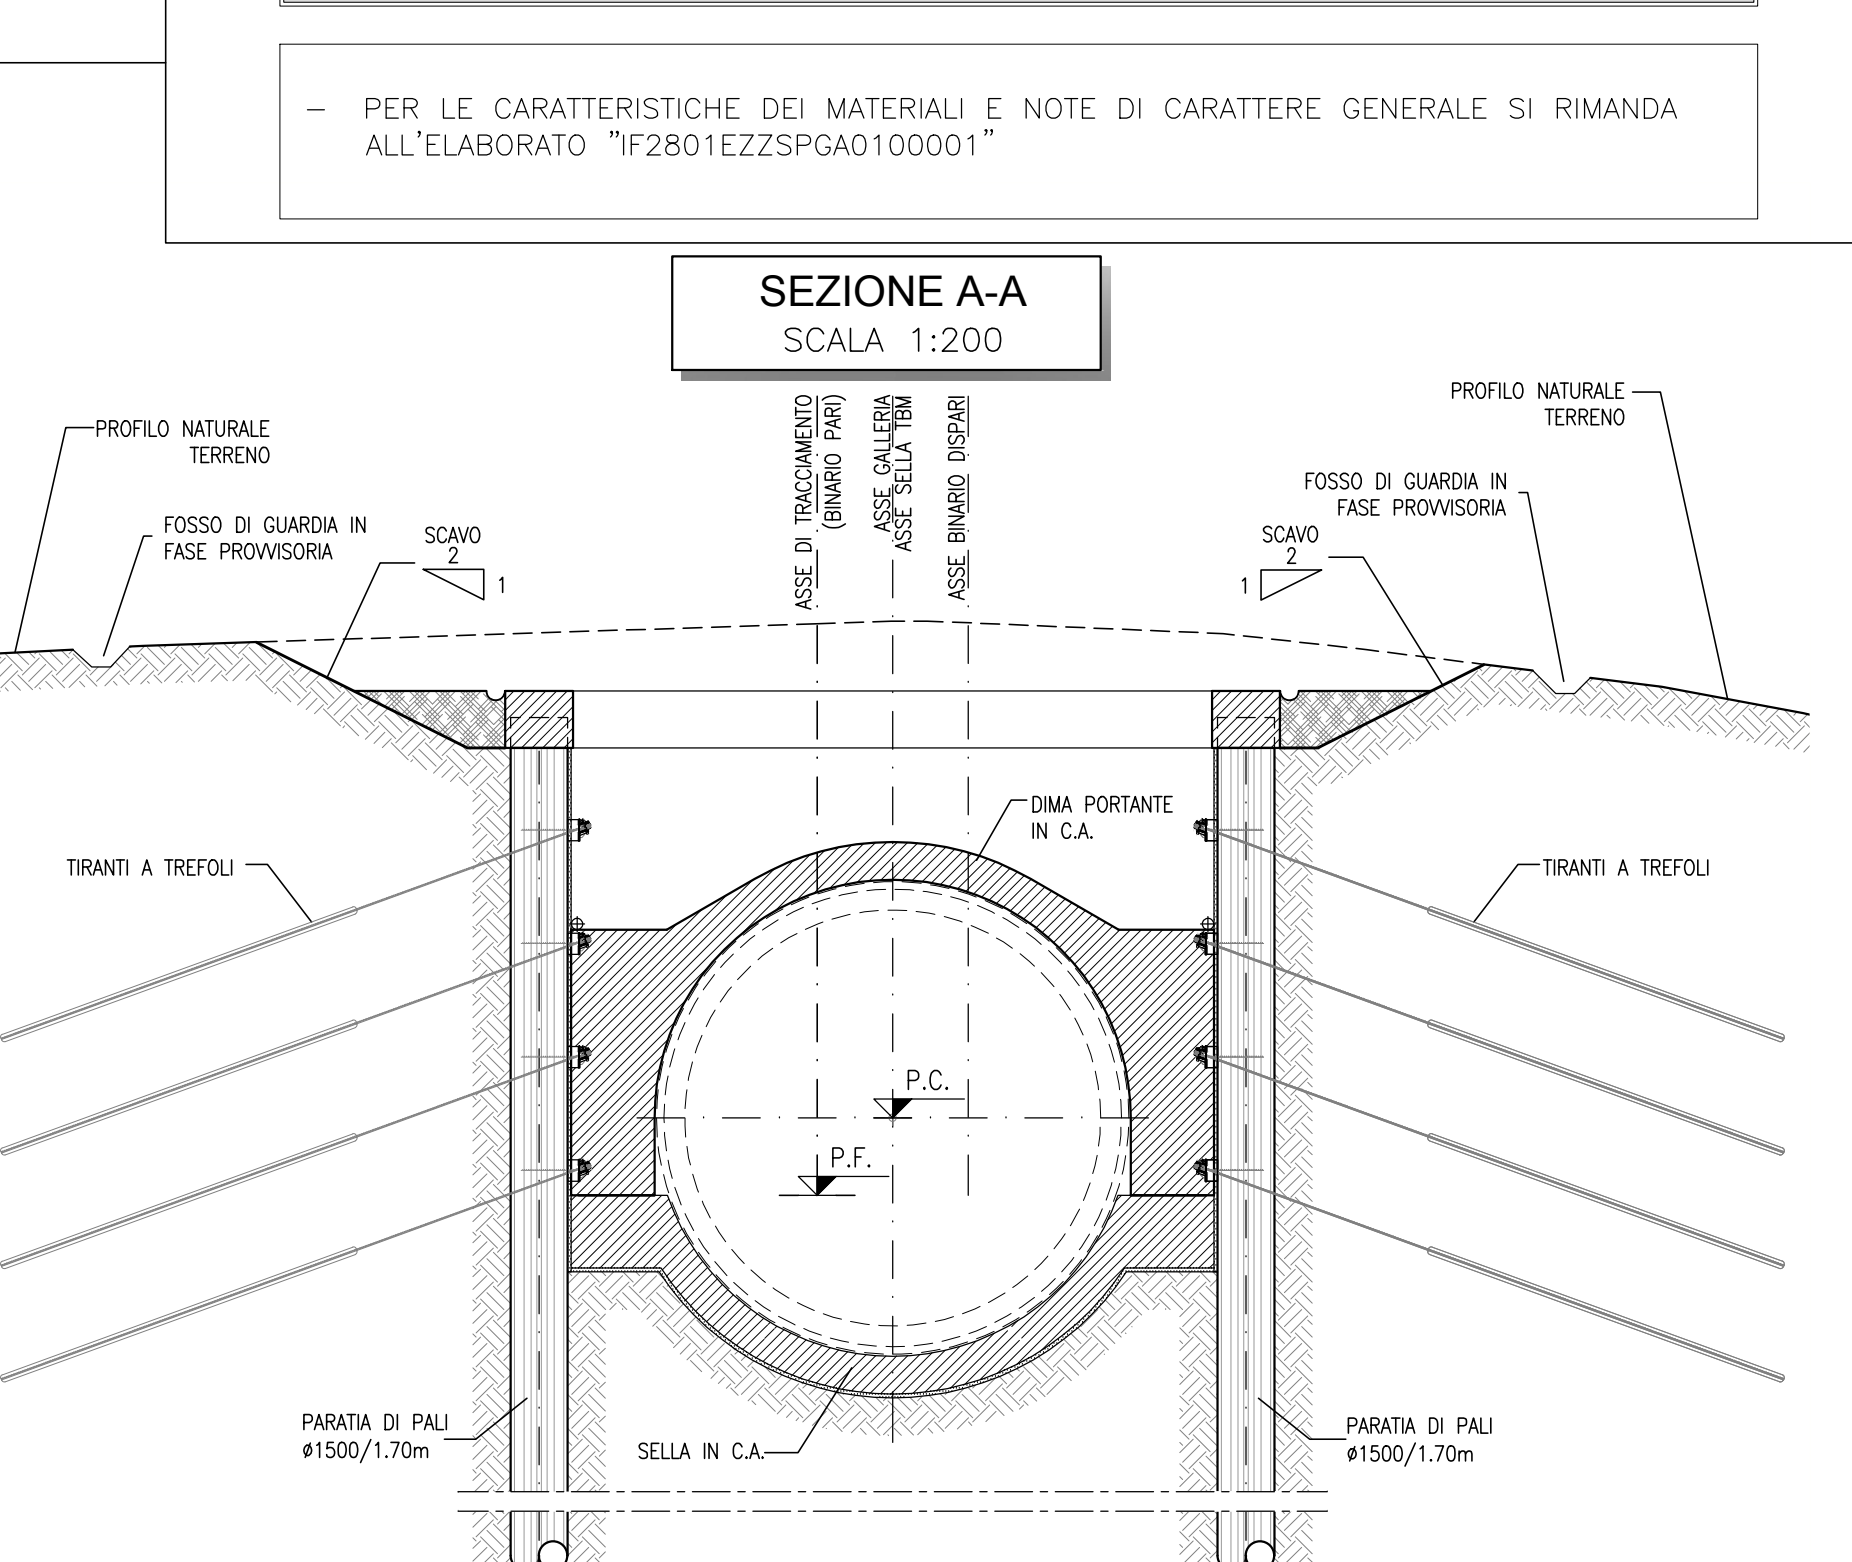 – PER LE CARATTERISTICHE DEI MATERIALI E NOTE DI CARATTERE GENERALE SI RIMANDA
ALL'ELABORATO "IF2801EZZSPGA0100001"
SEZIONE A-A
SCALA 1:200
PROFILO NATURALE
TERRENO
FOSSO DI GUARDIA IN
FASE PROVVISORIA
SCAVO
2
1
ASSE DI TRACCIAMENTO
(BINARIO PARI)
ASSE GALLERIA
ASSE SELLA TBM
ASSE BINARIO DISPARI
PROFILO NATURALE
TERRENO
FOSSO DI GUARDIA IN
FASE PROVVISORIA
SCAVO
2
1
DIMA PORTANTE
IN C.A.
TIRANTI A TREFOLI
TIRANTI A TREFOLI
P.C.
P.F.
PARATIA DI PALI
ø1500/1.70m
SELLA IN C.A.
PARATIA DI PALI
ø1500/1.70m